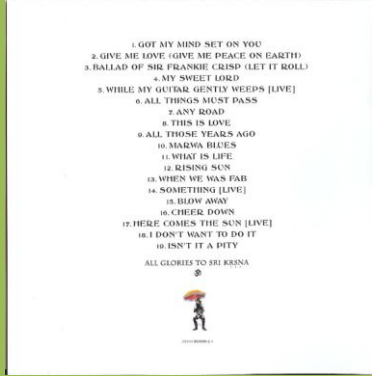 1. GOT MY MIND SET ON YOU
2. GIVE ME LOVE (GIVE ME PEACE ON EARTH)
3. BALLAD OF SIR FRANKIE CRISP (LET IT ROLL)
4. MY SWEET LORD
5. WHILE MY GUITAR GENTLY WEEPS [LIVE]
6. ALL THINGS MUST PASS
7. ANY ROAD
8. THIS IS LOVE
9. ALL THOSE YEARS AGO
10. MARWA BLUES
11. WHAT IS LIFE
12. RISING SUN
13. WHEN WE WAS FAB
14. SOMETHING [LIVE]
15. BLOW AWAY
16. CHEER DOWN
17. HERE COMES THE SUN [LIVE]
18. I DON'T WANT TO DO IT
19. ISN'T IT A PITY
ALL GLORIES TO SRI KṚṢṆA
ॐ